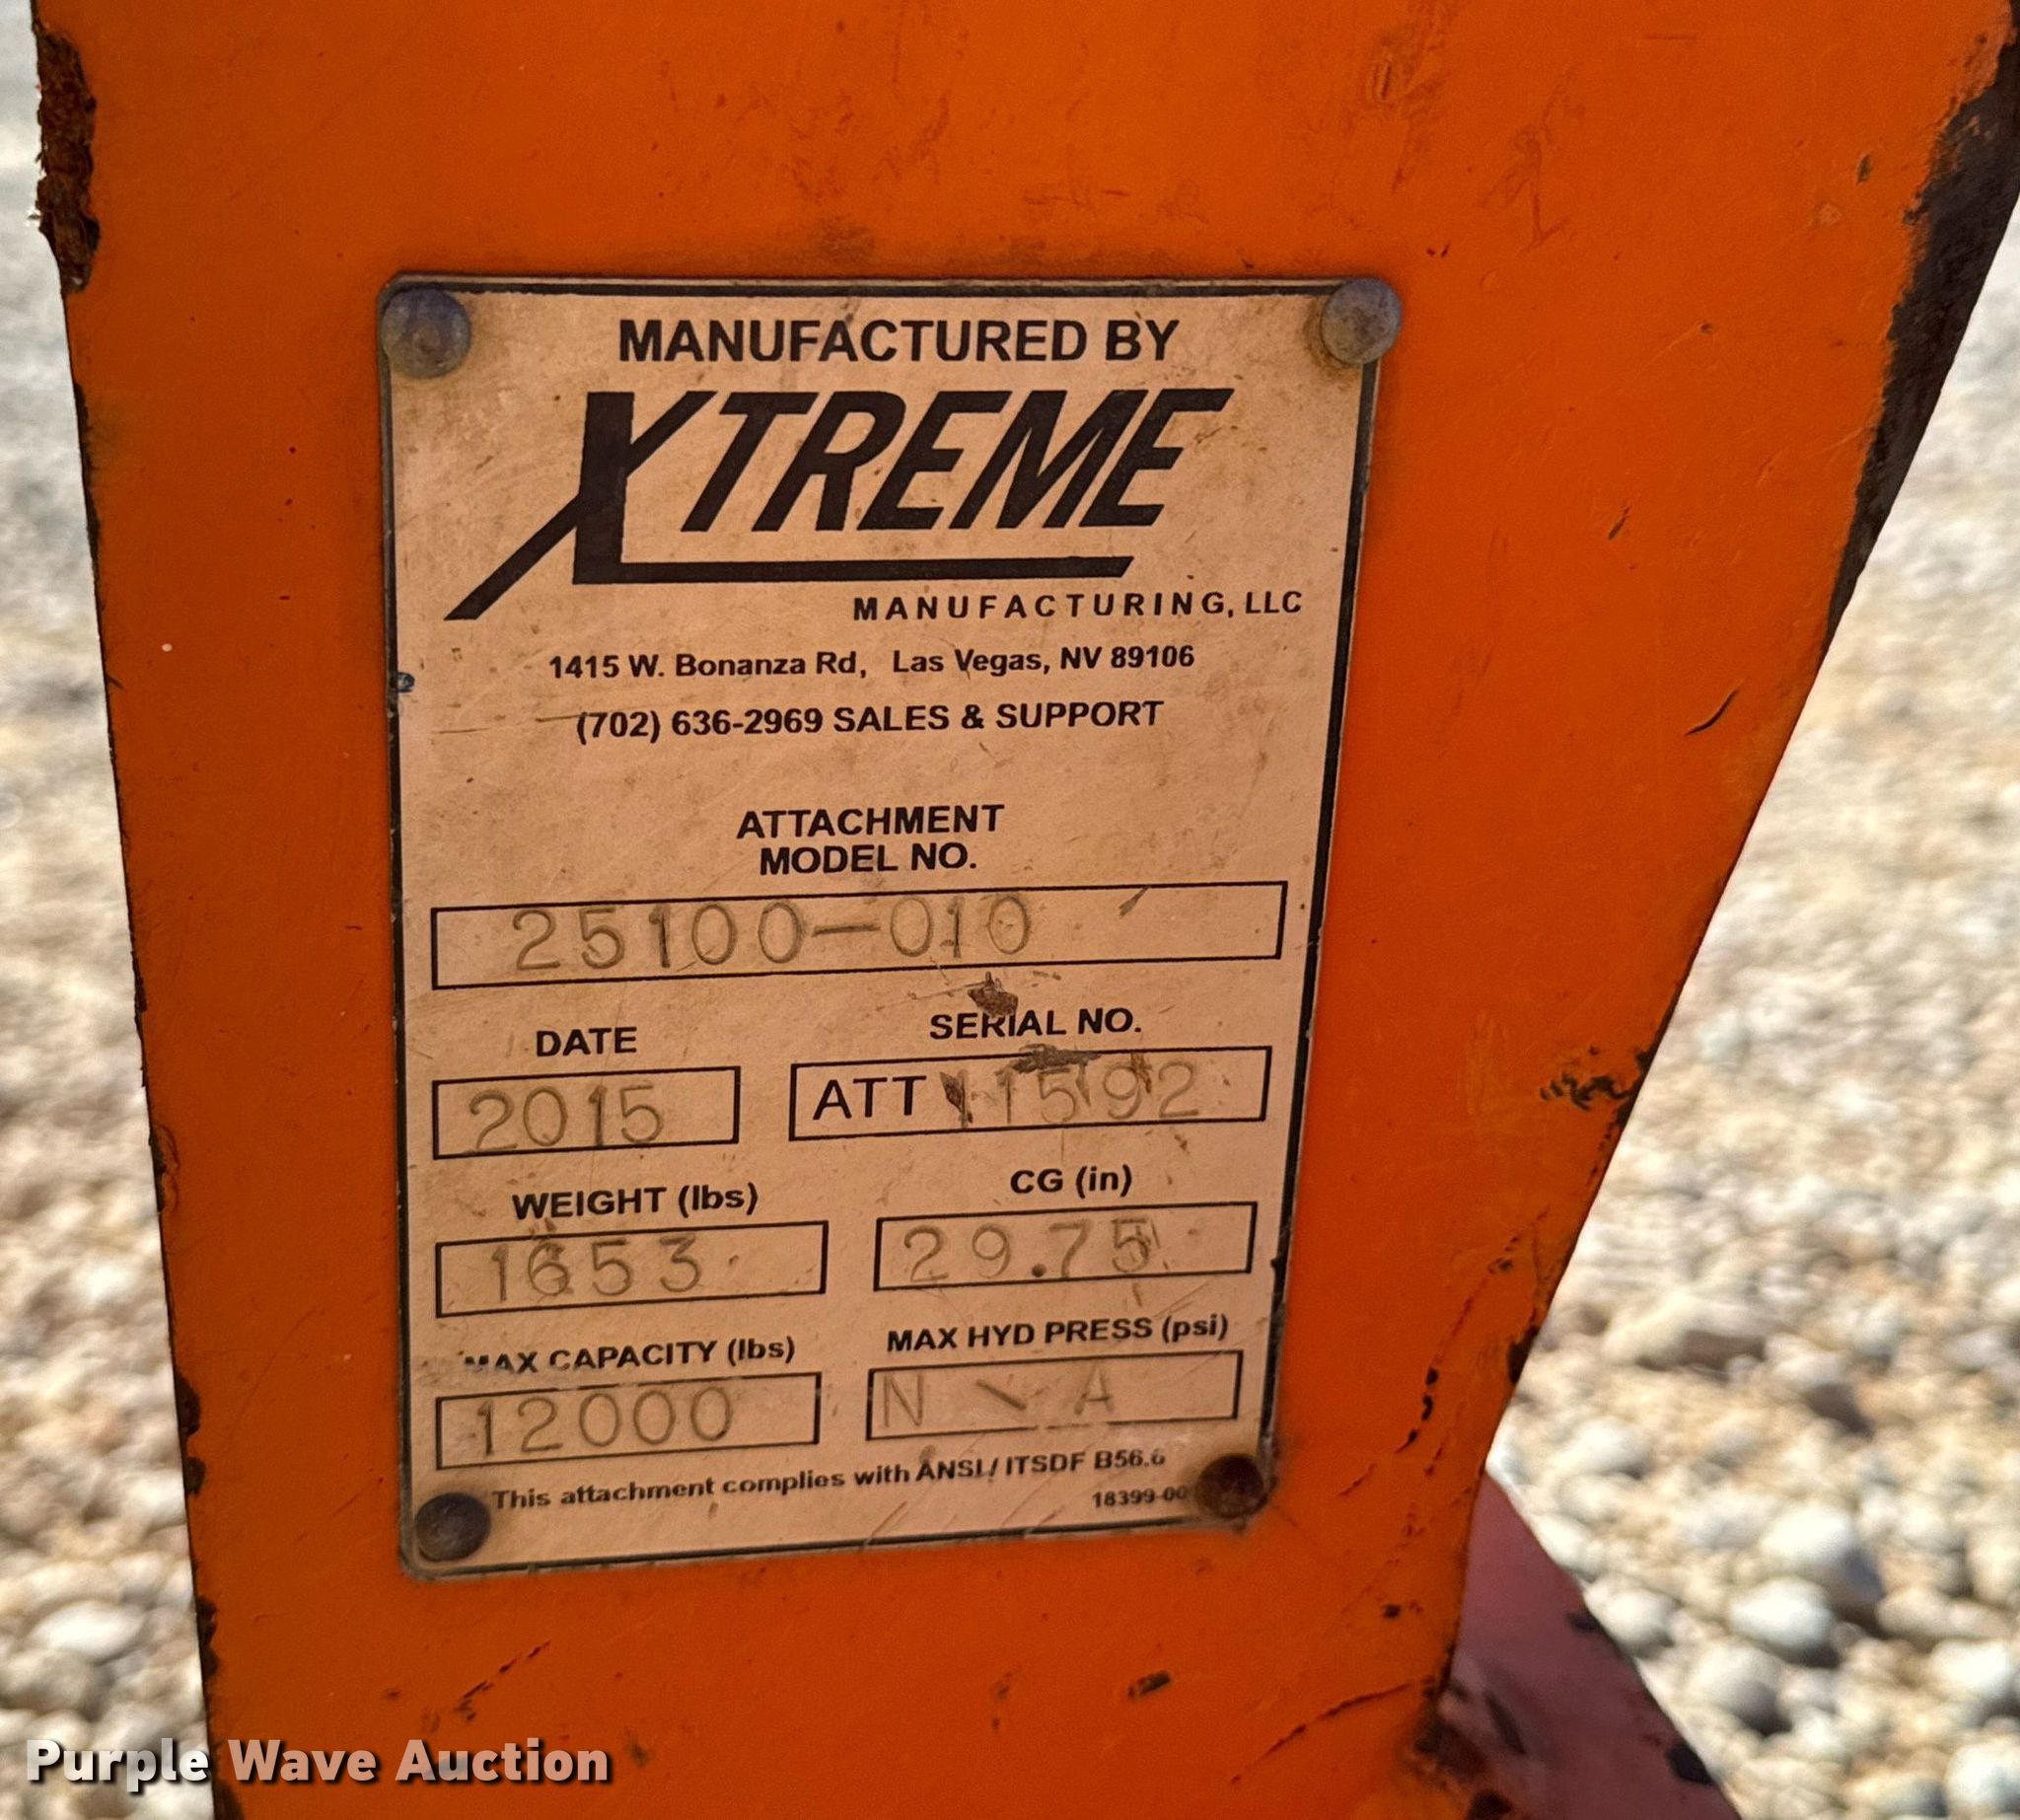 MANUFACTURED BY
XTREME
MANUFACTURING, LLC
1415 W. Bonanza Rd, Las Vegas, NV 89106
(702) 636-2969 SALES & SUPPORT
ATTACHMENT
MODEL NO.
25100-010
DATE SERIAL NO.
2015 ATT 11592
WEIGHT (lbs) CG (in)
1653 29.75
MAX CAPACITY (lbs) MAX HYD PRESS (psi)
12000 N \ A
This attachment complies with ANSI / ITSDF B56.6
Purple Wave Auction